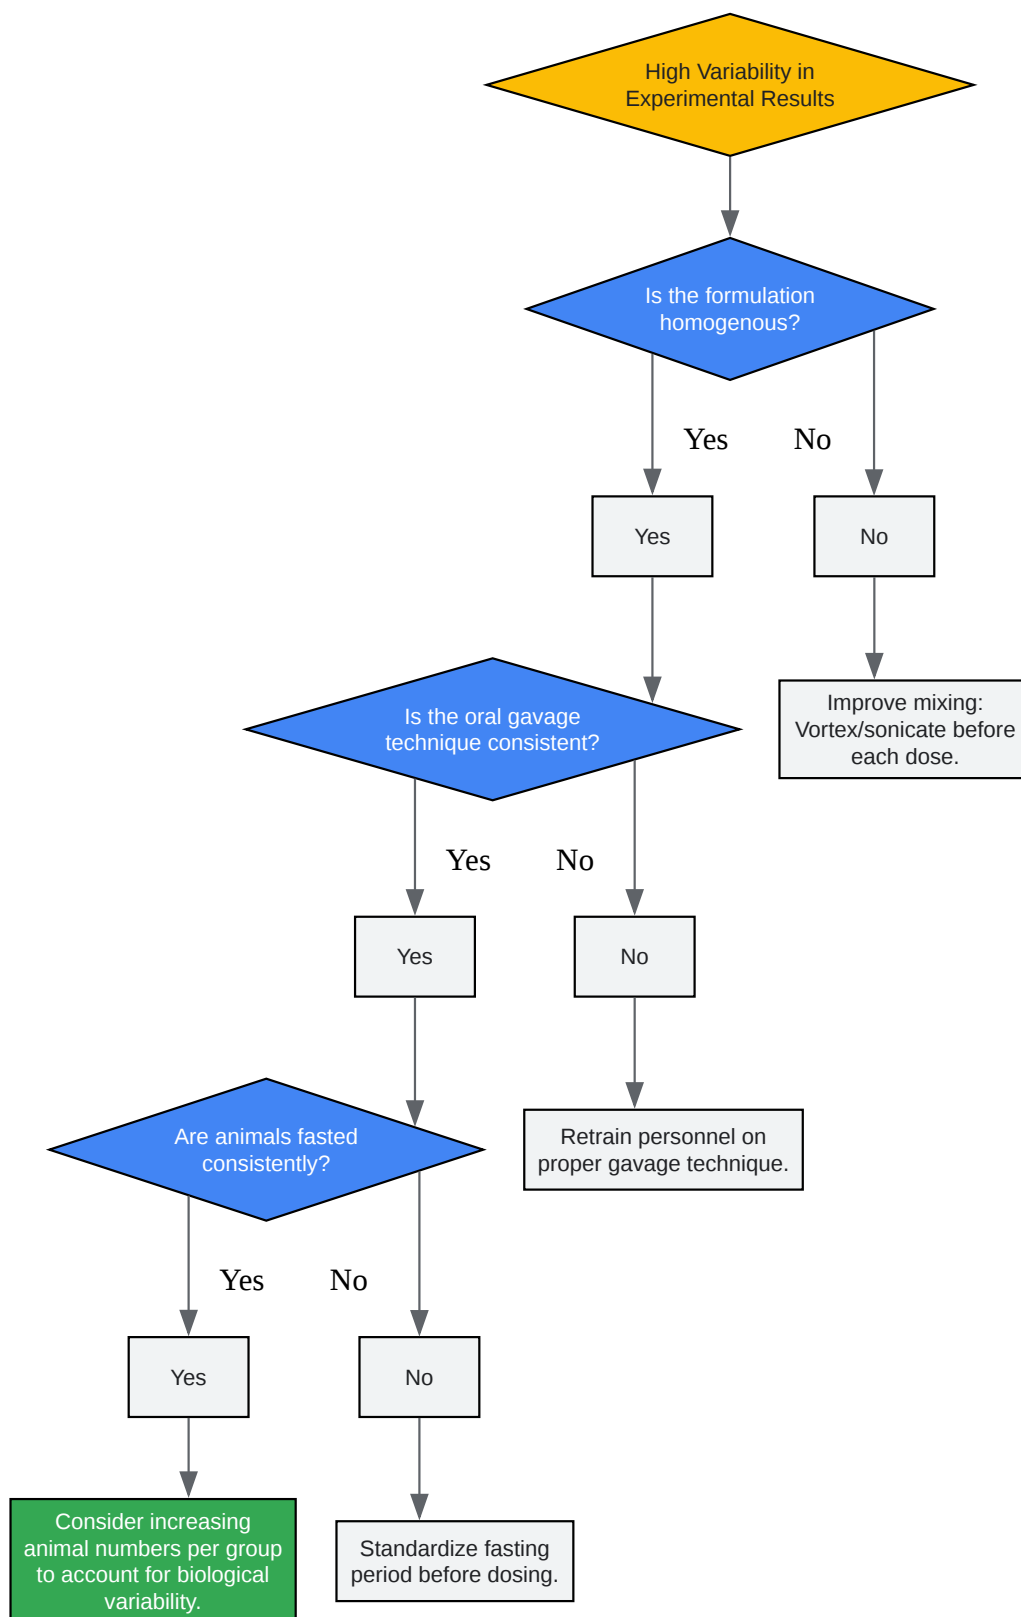 High Variability in
Experimental Results
Is the formulation
homogenous?
Yes
No
Yes
No
Improve mixing:
Vortex/sonicate before
each dose.
Is the oral gavage
technique consistent?
Yes
No
Yes
No
Retrain personnel on
proper gavage technique.
Are animals fasted
consistently?
Yes
No
Yes
No
Consider increasing
animal numbers per group
to account for biological
variability.
Standardize fasting
period before dosing.